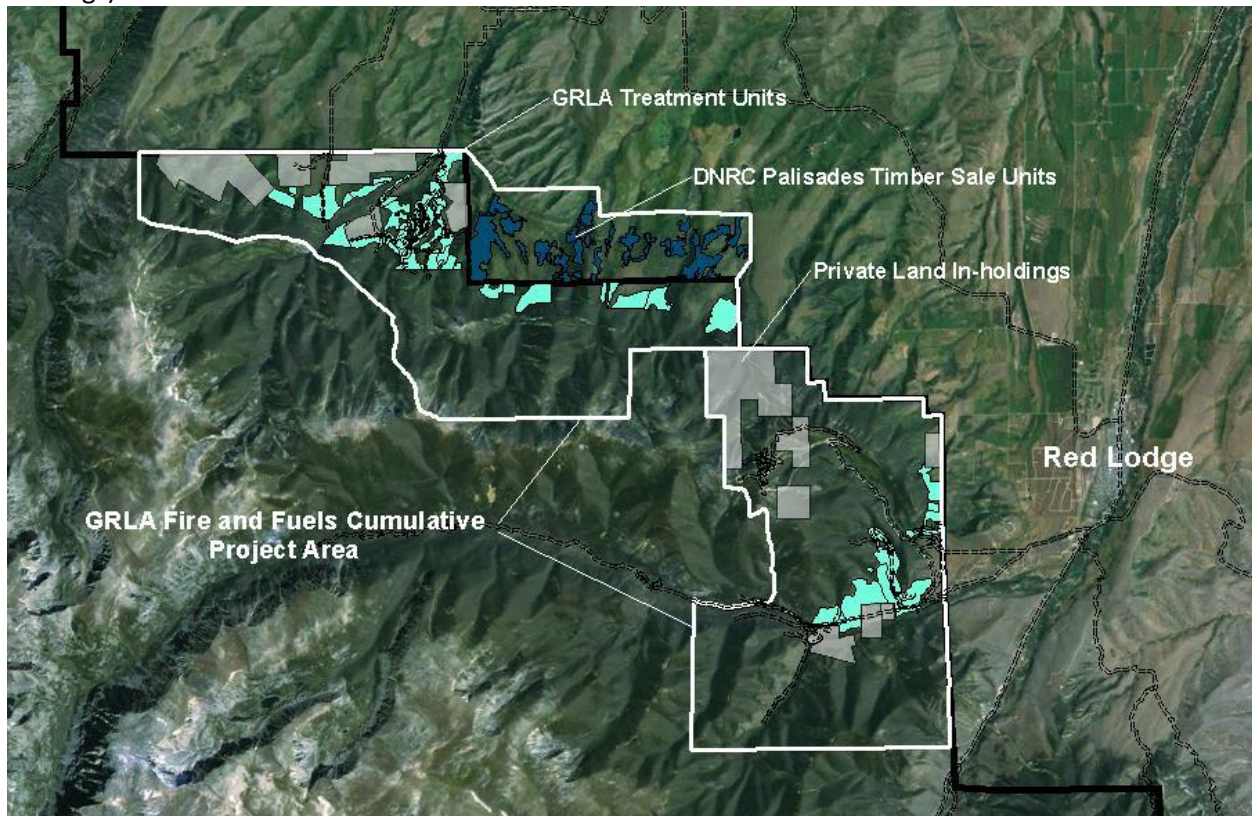 GRLA Treatment Units
DNRC Palisades Timber Sale Units
Private Land In-holdings
Red Lodge
GRLA Fire and Fuels Cumulative
Project Area